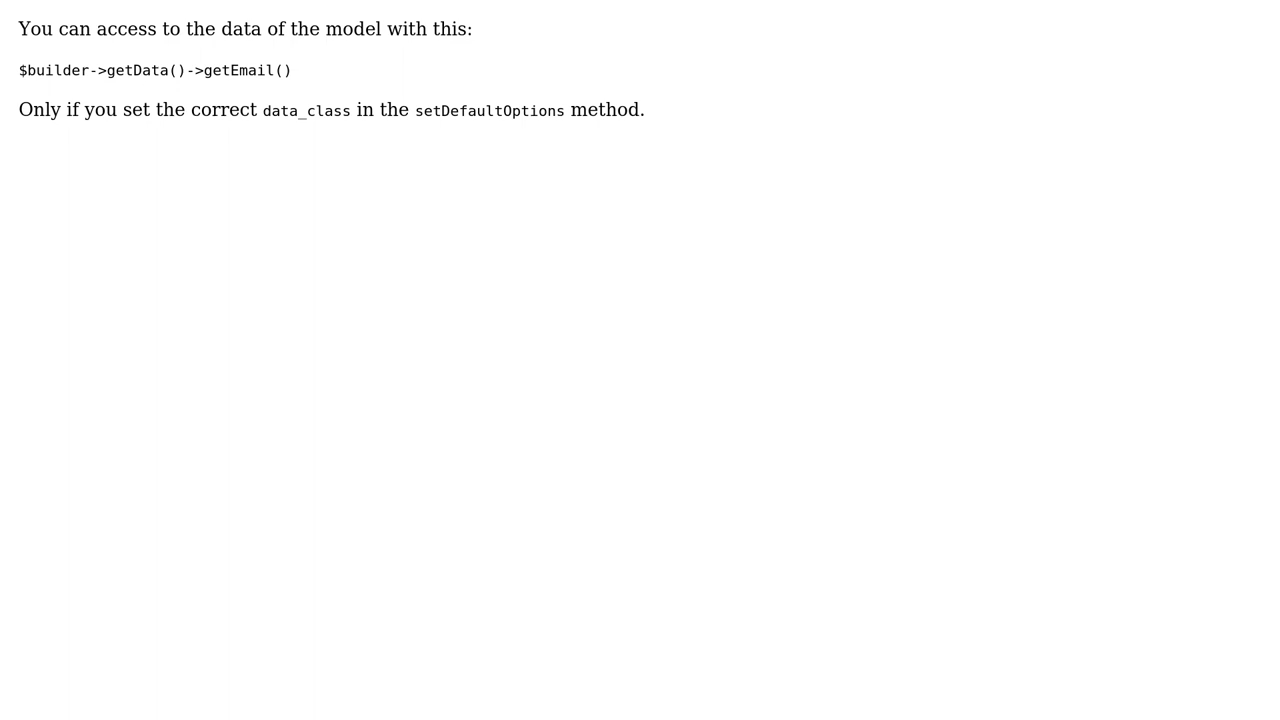 You can access to the data of the model with this:
$builder->getData()->getEmail()
Only if you set the correct data_class in the setDefaultOptions method.